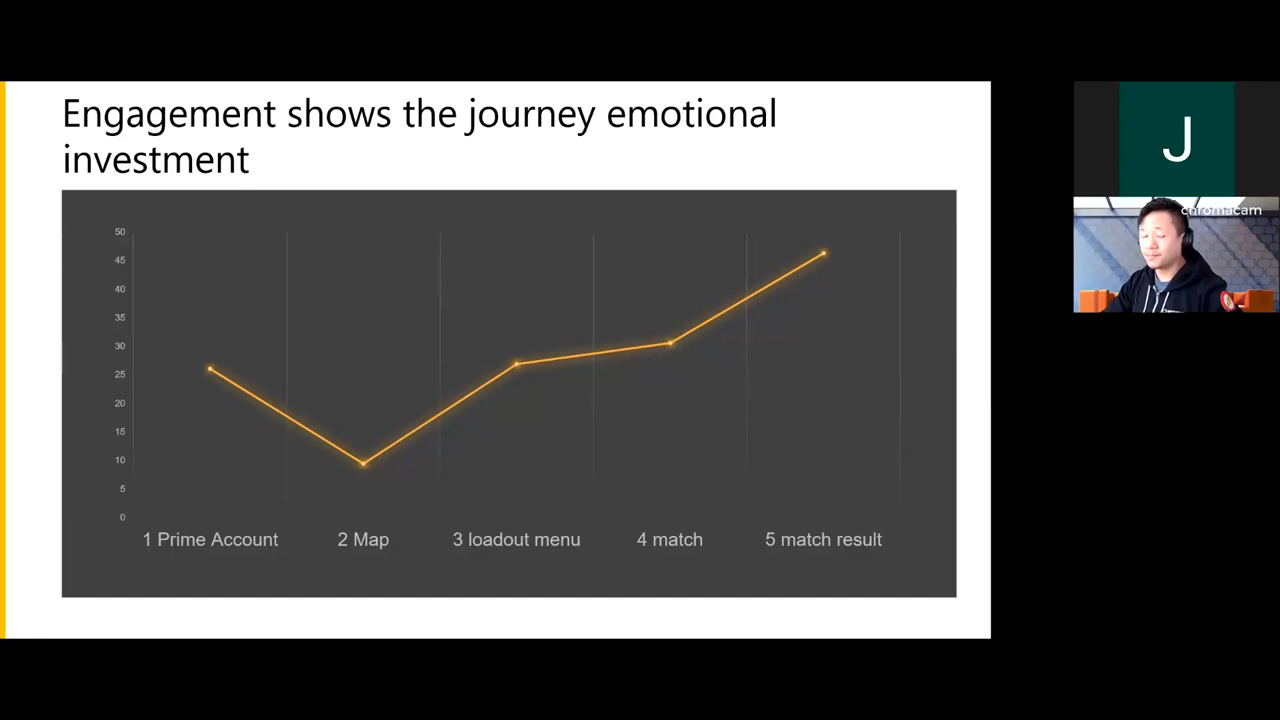 Engagement shows the journey emotional
investment
50
45
40
35
30
25
20
15
10
5
0
1 Prime Account
2 Map
3 loadout menu
4 match
5 match result
J
chromacam